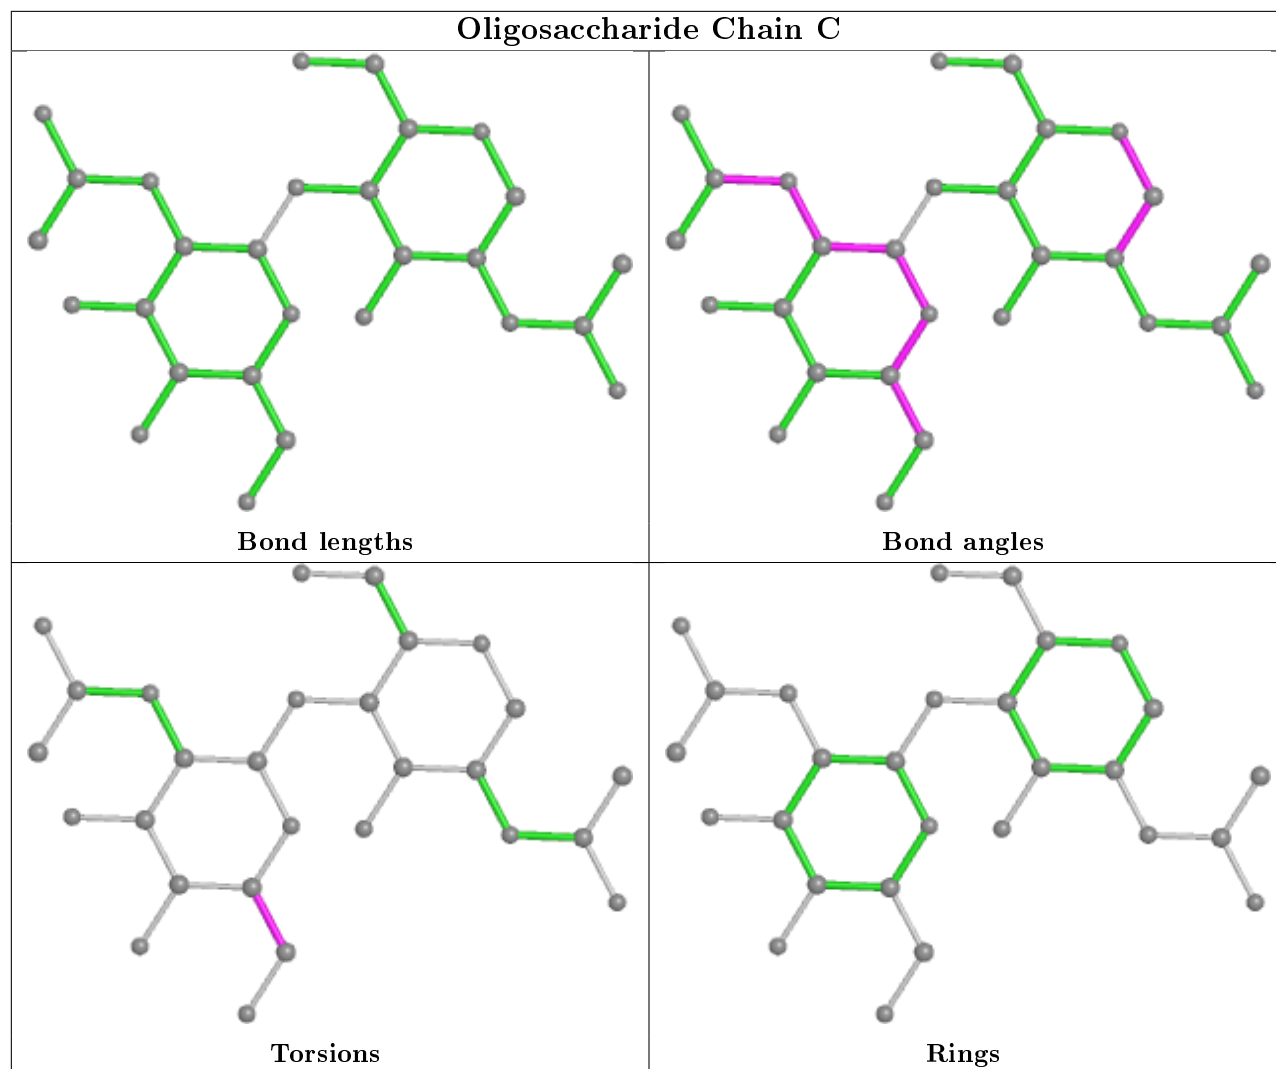 Oligosaccharide Chain C
Bond lengths
Bond angles
Torsions
Rings